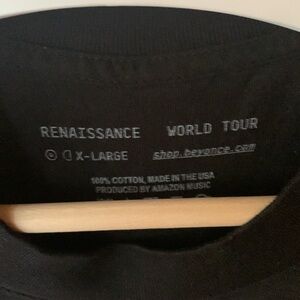 RENAISSANCE WORLD TOUR
X-LARGE shop.beyonce.com
100% COTTON, MADE IN THE USA
PRODUCED BY AMAZON MUSIC